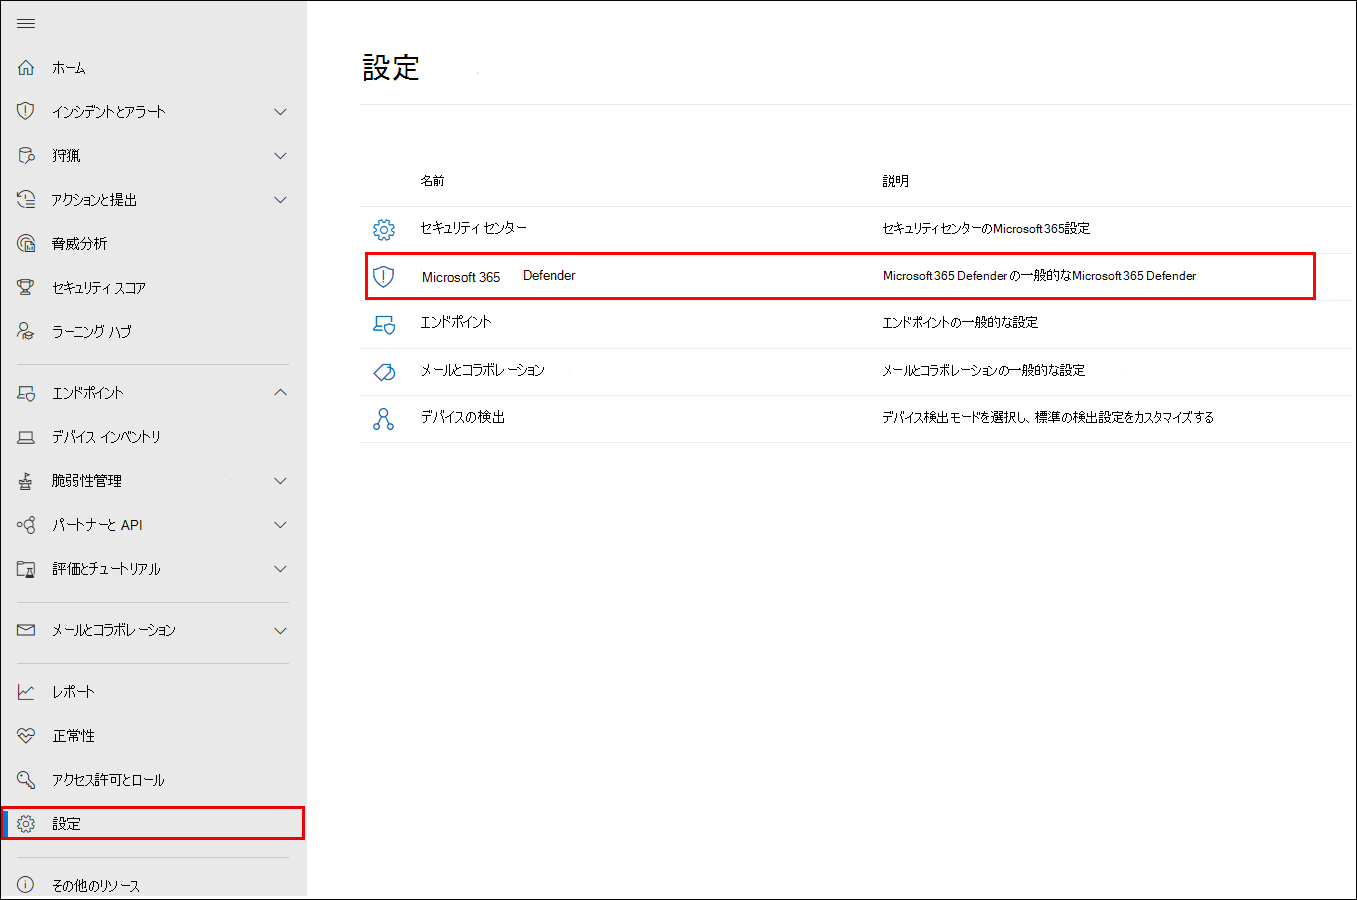 ホーム
インシデントとアラート
狩猟
アクションと提出
脅威分析
セキュリティ スコア
ラーニング ハブ
エンドポイント
デバイス インベントリ
脆弱性管理
パートナーと API
評価とチュートリアル
メールとコラボレーション
レポート
正常性
アクセス許可とロール
設定
その他のリソース
設定
名前 説明
セキュリティ センター セキュリティセンターのMicrosoft 365設定
Microsoft 365 Defender Microsoft 365 Defender の一般的なMicrosoft 365 Defender
エンドポイント エンドポイントの一般的な設定
メールとコラボレーション メールとコラボレーションの一般的な設定
デバイスの検出 デバイス検出モードを選択し、標準の検出設定をカスタマイズする